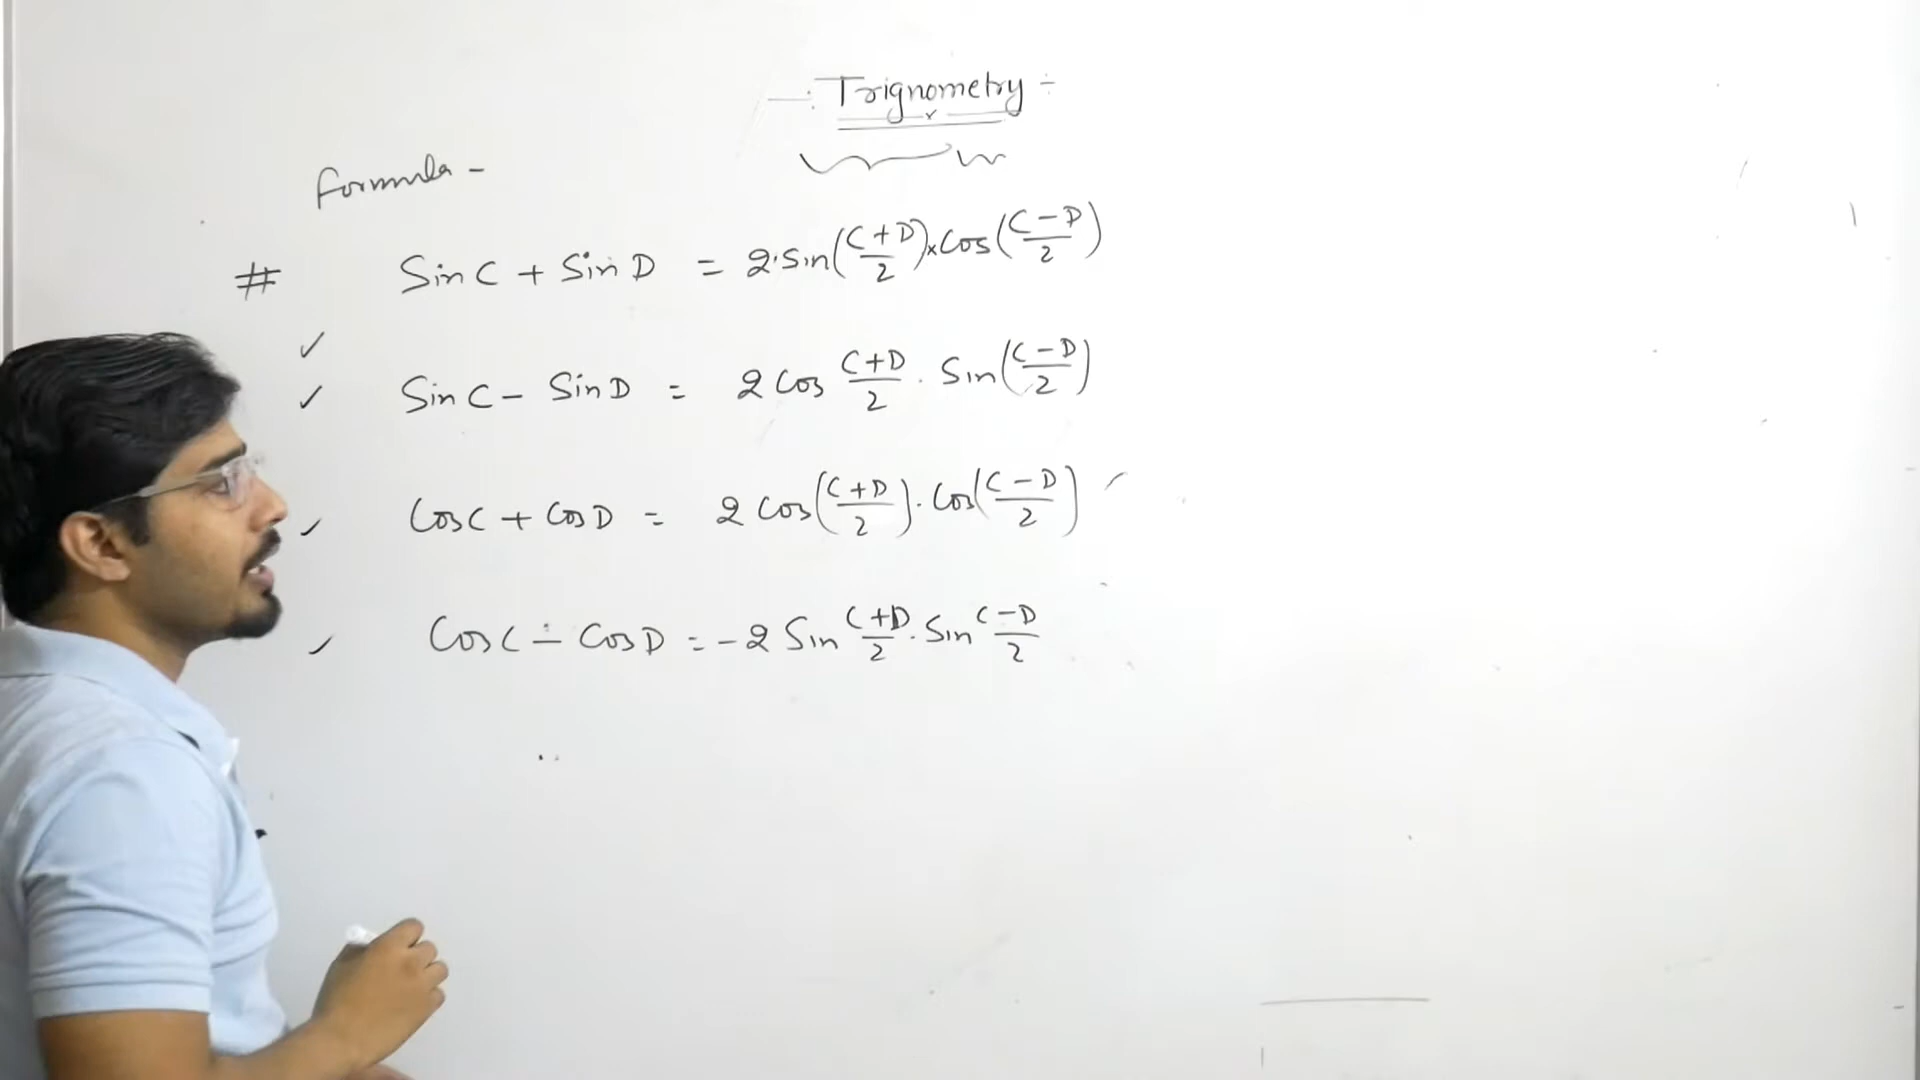 —: Trignometry ÷
formula -
# Sin C + Sin D = 2·Sin((C+D)/2)×Cos((C-D)/2)
✓
✓ Sin C - Sin D = 2 Cos (C+D)/2 · Sin((C-D)/2)
✓ Cos C + Cos D = 2 Cos((C+D)/2)·Cos((C-D)/2)
✓ Cos C - Cos D = -2 Sin (C+D)/2 · Sin (C-D)/2